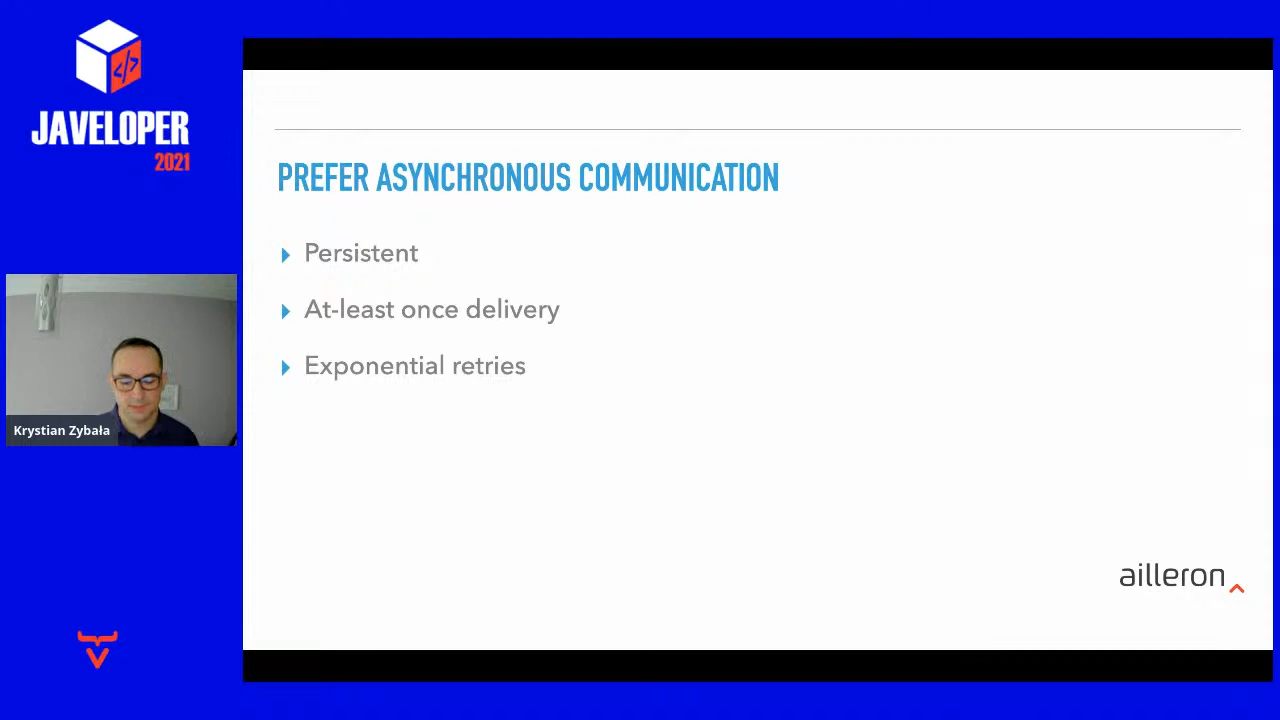 </>
JAVELOPER
2021
PREFER ASYNCHRONOUS COMMUNICATION
Persistent
At-least once delivery
Exponential retries
Krystian Zybała
ailleron